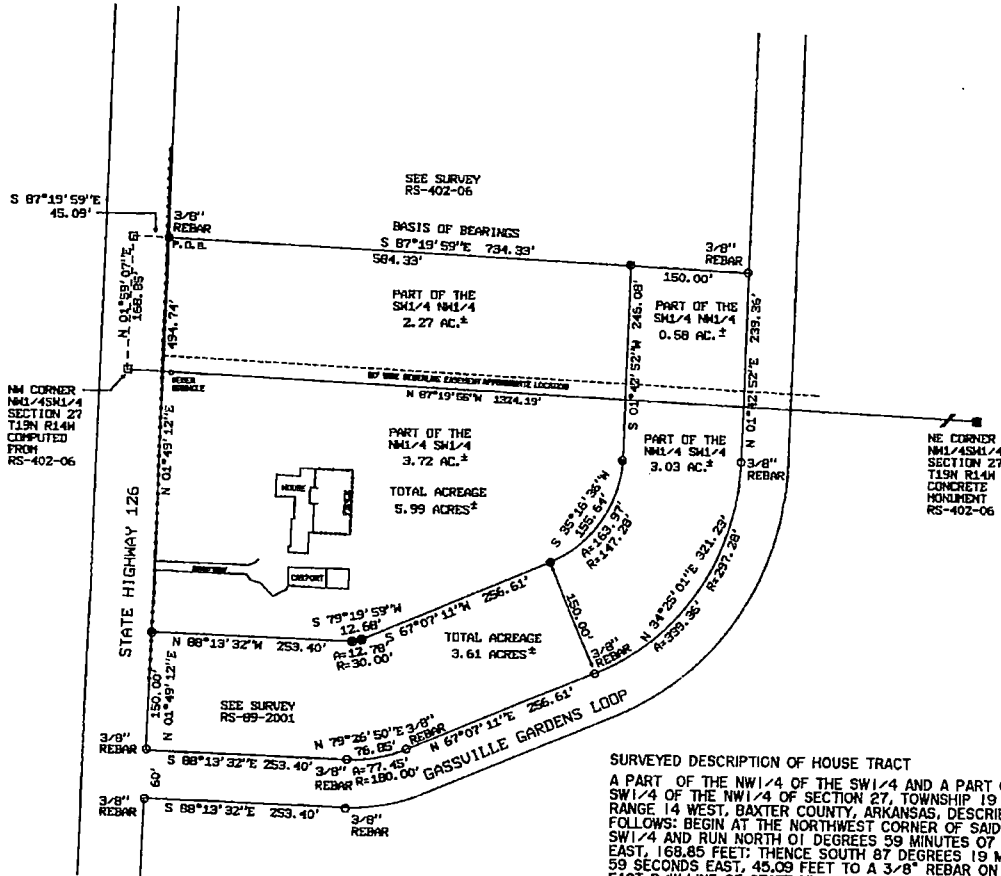 SEE SURVEY
RS-402-06
S 87°19'59"E
45.09'
3/8"
REBAR
P.O.B.
BASIS OF BEARINGS
S 87°19'59"E 734.33'
584.33'
3/8"
REBAR
150.00'
N 01°59'07"E
168.85'
494.74'
PART OF THE
SW1/4 NW1/4
2.27 AC.±
S 01°42'52"W 246.08'
PART OF THE
SW1/4 NW1/4
0.58 AC.±
N 01°42'52"E 239.36'
NW CORNER
NW1/4SW1/4
SECTION 27
T19N R14W
COMPUTED
FROM
RS-402-06
EASEMENT APPROXIMATE LOCATION
N 87°19'56"W 1324.19'
NE CORNER
NW1/4SW1/4
SECTION 27
T19N R14W
CONCRETE
MONUMENT
RS-402-06
N 01°49'12"E
PART OF THE
NW1/4 SW1/4
3.72 AC.±
PART OF THE
NW1/4 SW1/4
3.03 AC.±
3/8"
REBAR
TOTAL ACREAGE
5.99 ACRES±
HOUSE
CARPORT
STATE HIGHWAY 126
S 35°16'36"W
155.64'
A=163.97'
R=147.28'
N 34°25'01"E 321.23'
A=339.36'
R=297.28'
S 79°19'59"W
12.68'
A=12.78'
R=30.00'
S 67°07'11"W 256.61'
150.00'
3/8"
REBAR
N 88°13'32"W 253.40'
TOTAL ACREAGE
3.61 ACRES±
150.00'
N 01°49'12"E
SEE SURVEY
RS-89-2001
3/8"
REBAR
S 88°13'32"E 253.40'
N 79°26'50"E
76.85'
3/8"
REBAR
A=77.45'
R=180.00'
3/8"
REBAR
N 67°07'11"E 256.61'
GASSVILLE GARDENS LOOP
60'
3/8"
REBAR
S 88°13'32"E 253.40'
3/8"
REBAR
SURVEYED DESCRIPTION OF HOUSE TRACT
A PART OF THE NW1/4 OF THE SW1/4 AND A PART
SW1/4 OF THE NW1/4 OF SECTION 27, TOWNSHIP 19
RANGE 14 WEST, BAXTER COUNTY, ARKANSAS,
FOLLOWS: BEGIN AT THE NORTHWEST CORNER OF SAID
SW1/4 AND RUN NORTH 01 DEGREES 59 MINUTES 07
EAST, 168.85 FEET; THENCE SOUTH 87 DEGREES 19
59 SECONDS EAST, 45.09 FEET TO A 3/8" REBAR ON